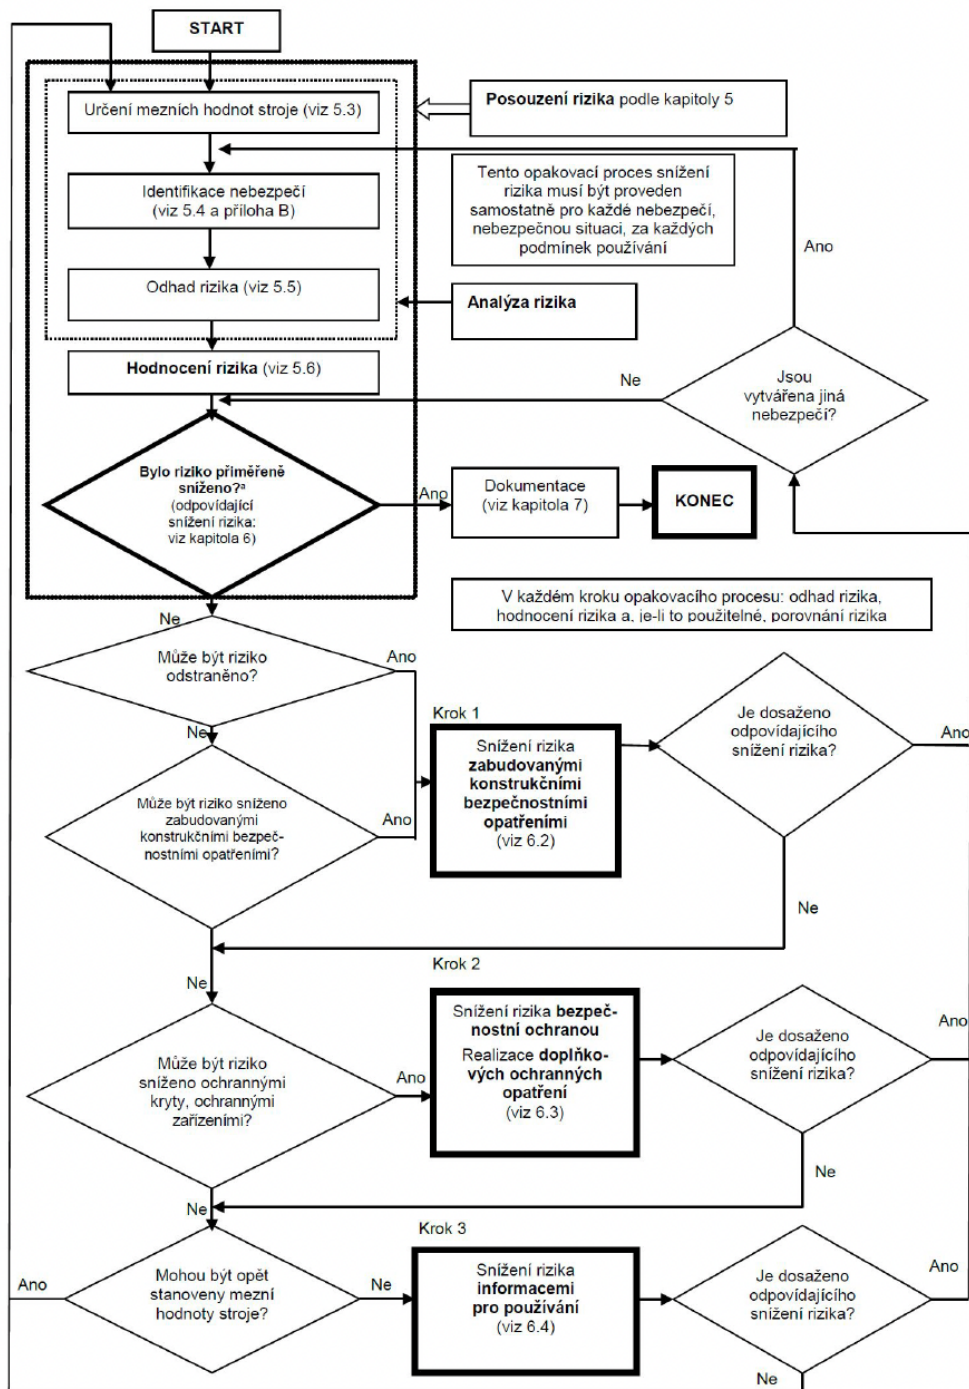 START
Určení mezních hodnot stroje (viz 5.3)
Posouzení rizika podle kapitoly 5
Identifikace nebezpečí
(viz 5.4 a příloha B)
Tento opakovací proces snížení
rizika musí být proveden
samostatně pro každé nebezpečí,
nebezpečnou situaci, za každých
podmínek používání
Ano
Odhad rizika (viz 5.5)
Analýza rizika
Hodnocení rizika (viz 5.6)
Ne
Jsou
vytvářena jiná
nebezpečí?
Bylo riziko přiměřeně
sníženo?ᵃ
(odpovídající
snížení rizika:
viz kapitola 6)
Ano
Dokumentace
(viz kapitola 7)
KONEC
V každém kroku opakovacího procesu: odhad rizika,
hodnocení rizika a, je-li to použitelné, porovnání rizika
Ne
Může být riziko
odstraněno?
Ano
Ne
Krok 1
Snížení rizika
zabudovanými
konstrukčními
bezpečnostními
opatřeními
(viz 6.2)
Je dosaženo
odpovídajícího
snížení rizika?
Ano
Může být riziko sníženo
zabudovanými
konstrukčními bezpeč-
nostními opatřeními?
Ano
Ne
Ne
Krok 2
Může být riziko
sníženo ochrannými
kryty, ochrannými
zařízeními?
Ano
Snížení rizika bezpeč-
nostní ochranou
Realizace doplňko-
vých ochranných
opatření
(viz 6.3)
Je dosaženo
odpovídajícího
snížení rizika?
Ano
Ne
Ne
Krok 3
Ano
Mohou být opět
stanoveny mezní
hodnoty stroje?
Ne
Snížení rizika
informacemi
pro používání
(viz 6.4)
Je dosaženo
odpovídajícího
snížení rizika?
Ano
Ne